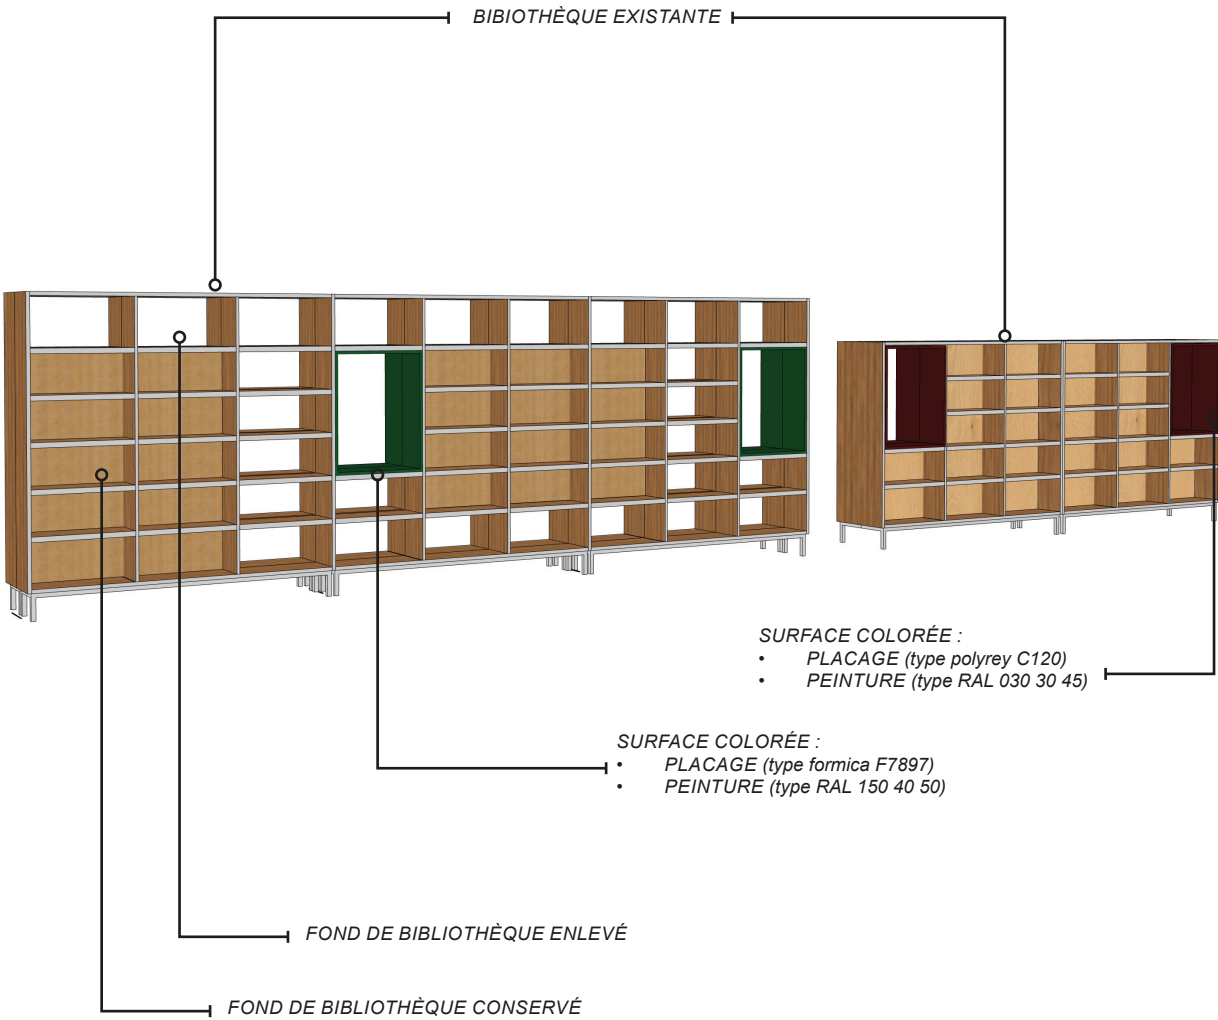 BIBIOTHÈQUE EXISTANTE
SURFACE COLORÉE :
• PLACAGE (type polyrey C120)
• PEINTURE (type RAL 030 30 45)
SURFACE COLORÉE :
• PLACAGE (type formica F7897)
• PEINTURE (type RAL 150 40 50)
FOND DE BIBLIOTHÈQUE ENLEVÉ
FOND DE BIBLIOTHÈQUE CONSERVÉ